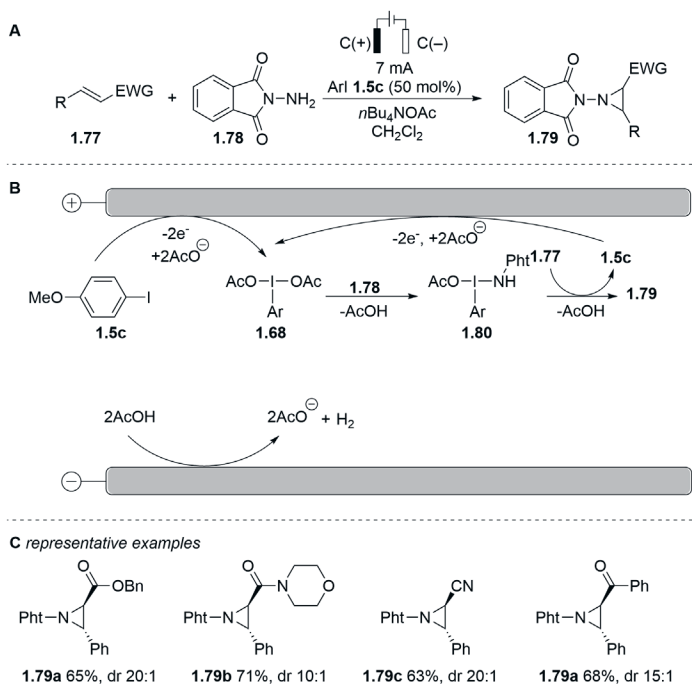 A
C(+) C(–)
7 mA
ArI 1.5c (50 mol%)
nBu4NOAc
CH2Cl2
R EWG
1.77
+
O
N–NH2
O
1.78
O
N–N
O
EWG
R
1.79
B
+
-2e-
+2AcO⊖
-2e-, +2AcO⊖
MeO I
1.5c
AcO–I–OAc
Ar
1.68
1.78
-AcOH
Pht
AcO–I–NH
Ar
1.80
1.77
1.5c
-AcOH
1.79
2AcOH
2AcO⊖ + H2
–
C representative examples
O
OBn
Pht–N
Ph
1.79a 65%, dr 20:1
O
N O
Pht–N
Ph
1.79b 71%, dr 10:1
CN
Pht–N
Ph
1.79c 63%, dr 20:1
O
Ph
Pht–N
Ph
1.79a 68%, dr 15:1